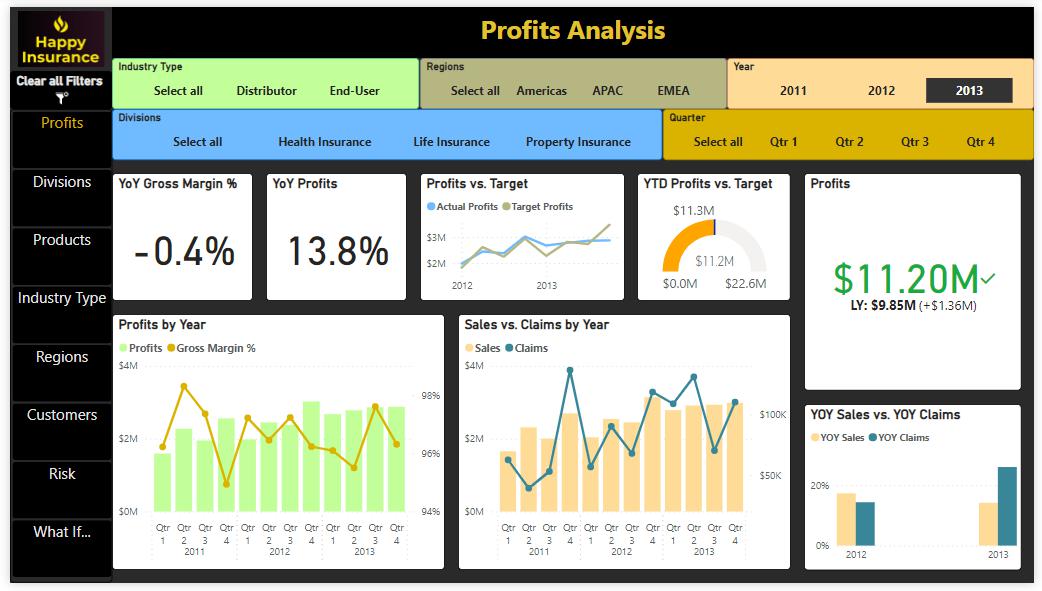 Happy
Insurance
Profits Analysis
Clear all Filters
Industry Type
Select all Distributor End-User
Regions
Select all Americas APAC EMEA
Year
2011 2012 2013
Divisions
Select all Health Insurance Life Insurance Property Insurance
Quarter
Select all Qtr 1 Qtr 2 Qtr 3 Qtr 4
Profits
Divisions
Products
Industry Type
Regions
Customers
Risk
What If...
YoY Gross Margin %
-0.4%
YoY Profits
13.8%
Profits vs. Target
Actual Profits Target Profits
$3M
$2M
2012 2013
YTD Profits vs. Target
$11.3M
$11.2M
$0.0M $22.6M
Profits
$11.20M
LY: $9.85M (+$1.36M)
Profits by Year
Profits Gross Margin %
$4M
$2M
$0M
98%
96%
94%
Qtr Qtr Qtr Qtr Qtr Qtr Qtr Qtr Qtr Qtr Qtr Qtr
1 2 3 4 1 2 3 4 1 2 3 4
2011 2012 2013
Sales vs. Claims by Year
Sales Claims
$4M
$2M
$0M
$100K
$50K
Qtr Qtr Qtr Qtr Qtr Qtr Qtr Qtr Qtr Qtr Qtr Qtr
1 2 3 4 1 2 3 4 1 2 3 4
2011 2012 2013
YOY Sales vs. YOY Claims
YOY Sales YOY Claims
20%
0%
2012 2013